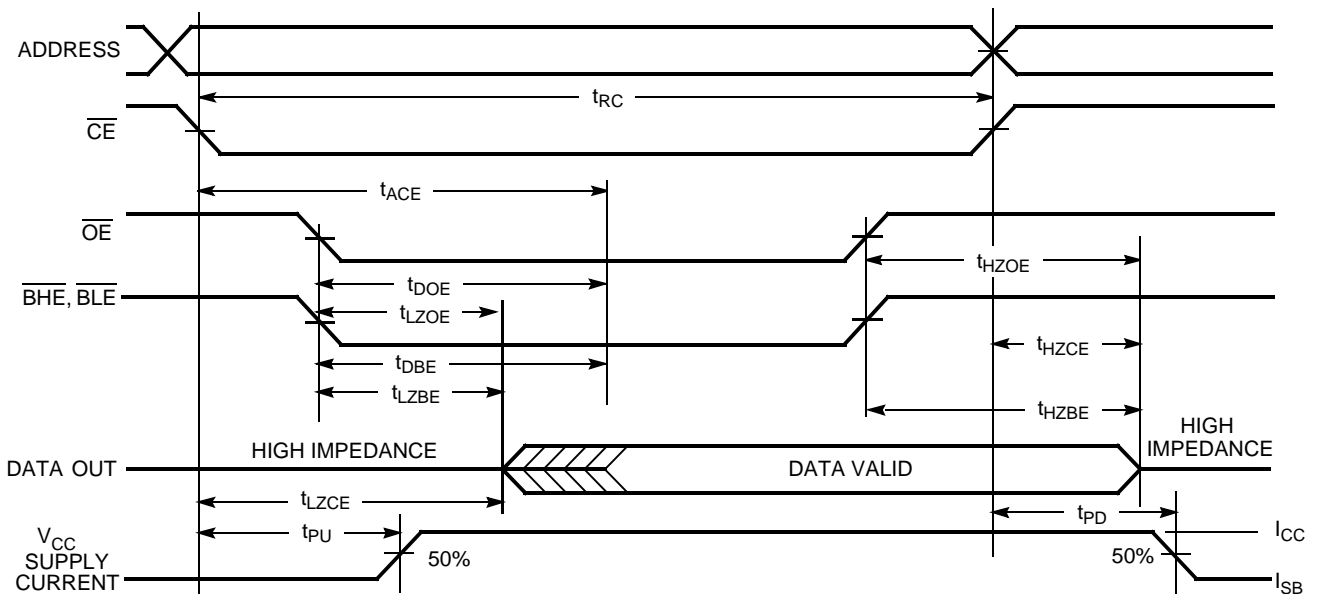 ADDRESS
tRC
CE
tACE
OE
tHZOE
BHE, BLE
tDOE
tLZOE
tHZCE
tDBE
tLZBE
tHZBE
HIGH
IMPEDANCE
HIGH IMPEDANCE
DATA OUT
DATA VALID
tLZCE
tPD
tPU
VCC
SUPPLY
CURRENT
50%
50%
ICC
ISB